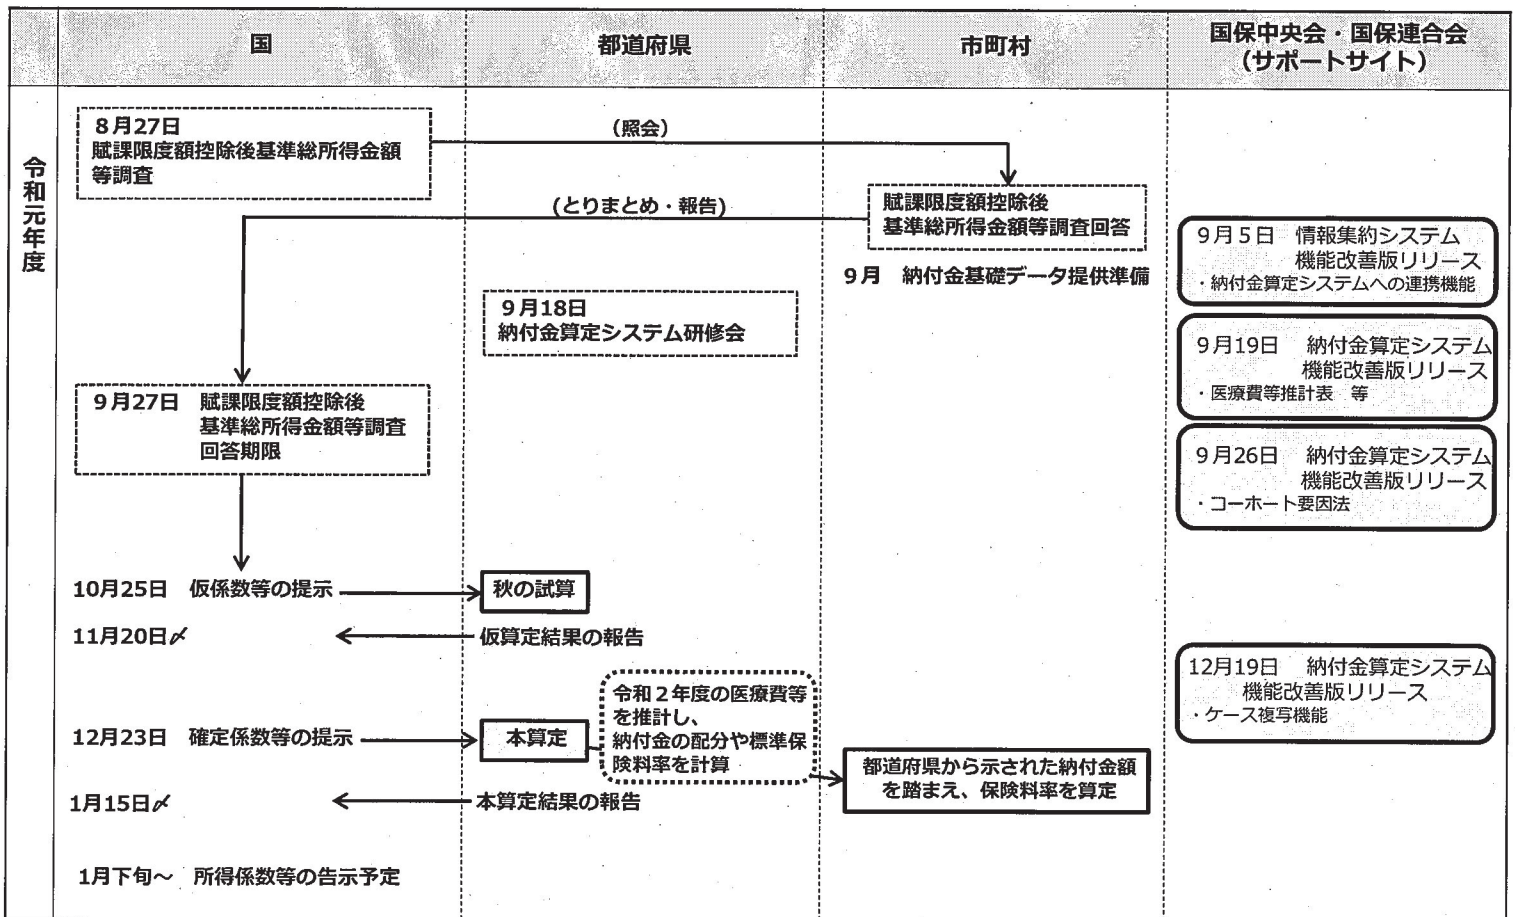 国
都道府県
市町村
国保中央会・国保連合会
(サポートサイト)
令和元年度
8月27日
賦課限度額控除後基準総所得金額
等調査
(照会)
賦課限度額控除後
基準総所得金額等調査回答
(とりまとめ・報告)
9月　納付金基礎データ提供準備
9月18日
納付金算定システム研修会
9月27日　賦課限度額控除後
基準総所得金額等調査
回答期限
10月25日　仮係数等の提示
秋の試算
11月20日〆
仮算定結果の報告
12月23日　確定係数等の提示
本算定
令和２年度の医療費等
を推計し、
納付金の配分や標準保
険料率を計算
都道府県から示された納付金額
を踏まえ、保険料率を算定
1月15日〆
本算定結果の報告
1月下旬～　所得係数等の告示予定
9月５日　情報集約システム
機能改善版リリース
・納付金算定システムへの連携機能
9月19日　納付金算定システム
機能改善版リリース
・医療費等推計表　等
9月26日　納付金算定システム
機能改善版リリース
・コーホート要因法
12月19日　納付金算定システム
機能改善版リリース
・ケース複写機能